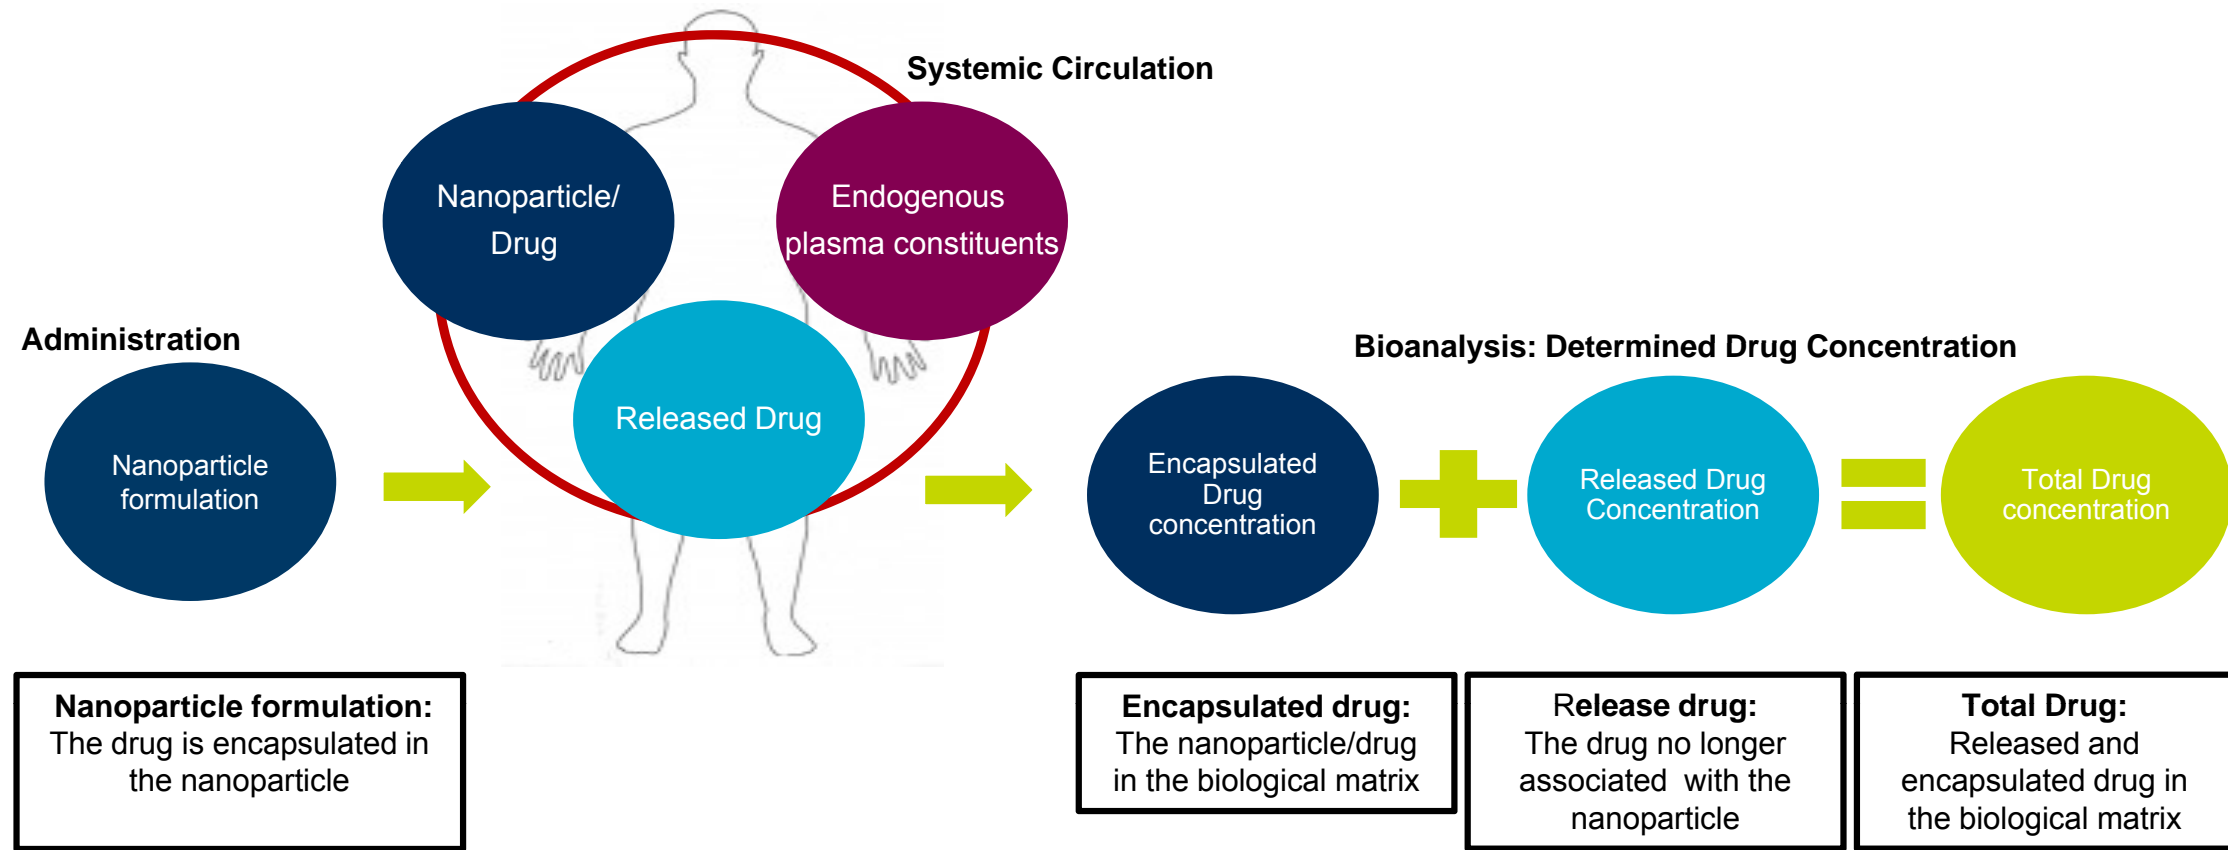 Systemic Circulation
Nanoparticle/
Drug
Endogenous
plasma constituents
Released Drug
Administration
Nanoparticle
formulation
Bioanalysis: Determined Drug Concentration
Encapsulated
Drug
concentration
Released Drug
Concentration
Total Drug
concentration
Nanoparticle formulation:
The drug is encapsulated in
the nanoparticle
Encapsulated drug:
The nanoparticle/drug
in the biological matrix
Release drug:
The drug no longer
associated with the
nanoparticle
Total Drug:
Released and
encapsulated drug in
the biological matrix